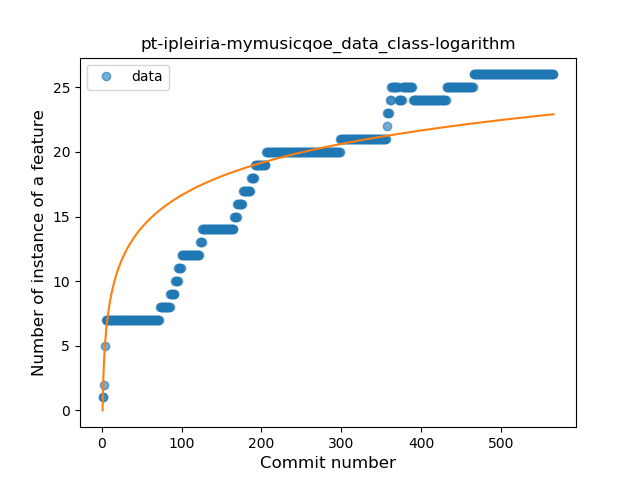 pt-ipleiria-mymusicqoe_data_class-logarithm
data
Number of instance of a feature
25
20
15
10
5
0
0 100 200 300 400 500
Commit number